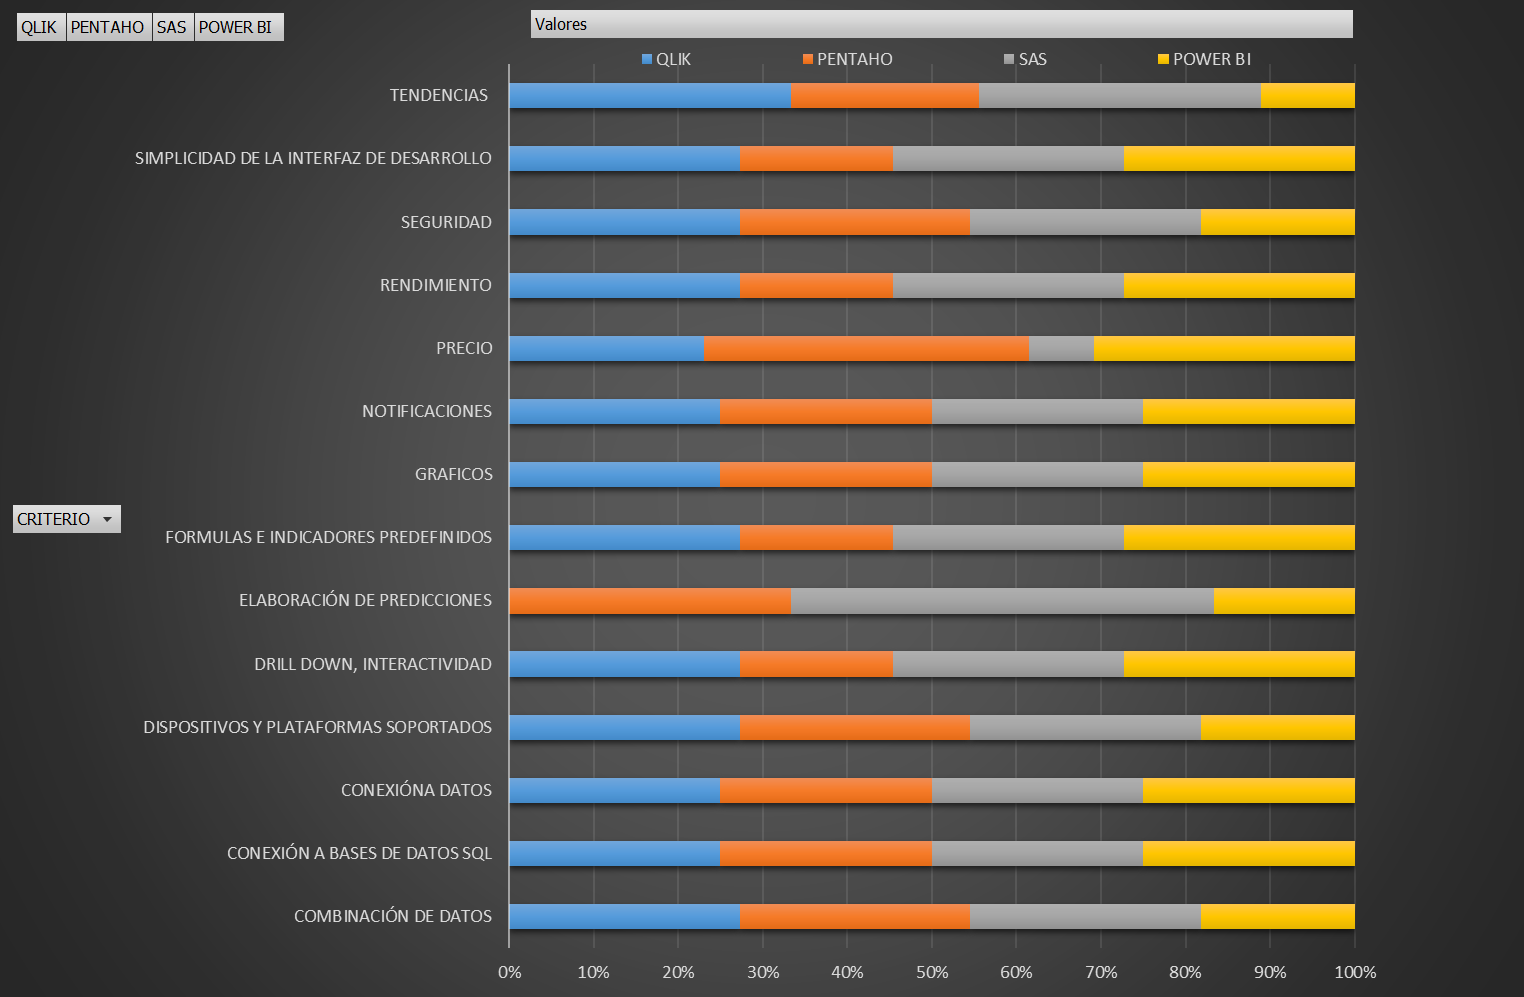 QLIK PENTAHO SAS POWER BI
Valores
QLIK PENTAHO SAS POWER BI
TENDENCIAS
SIMPLICIDAD DE LA INTERFAZ DE DESARROLLO
SEGURIDAD
RENDIMIENTO
PRECIO
NOTIFICACIONES
GRAFICOS
CRITERIO
FORMULAS E INDICADORES PREDEFINIDOS
ELABORACIÓN DE PREDICCIONES
DRILL DOWN, INTERACTIVIDAD
DISPOSITIVOS Y PLATAFORMAS SOPORTADOS
CONEXIÓNA DATOS
CONEXIÓN A BASES DE DATOS SQL
COMBINACIÓN DE DATOS
0% 10% 20% 30% 40% 50% 60% 70% 80% 90% 100%